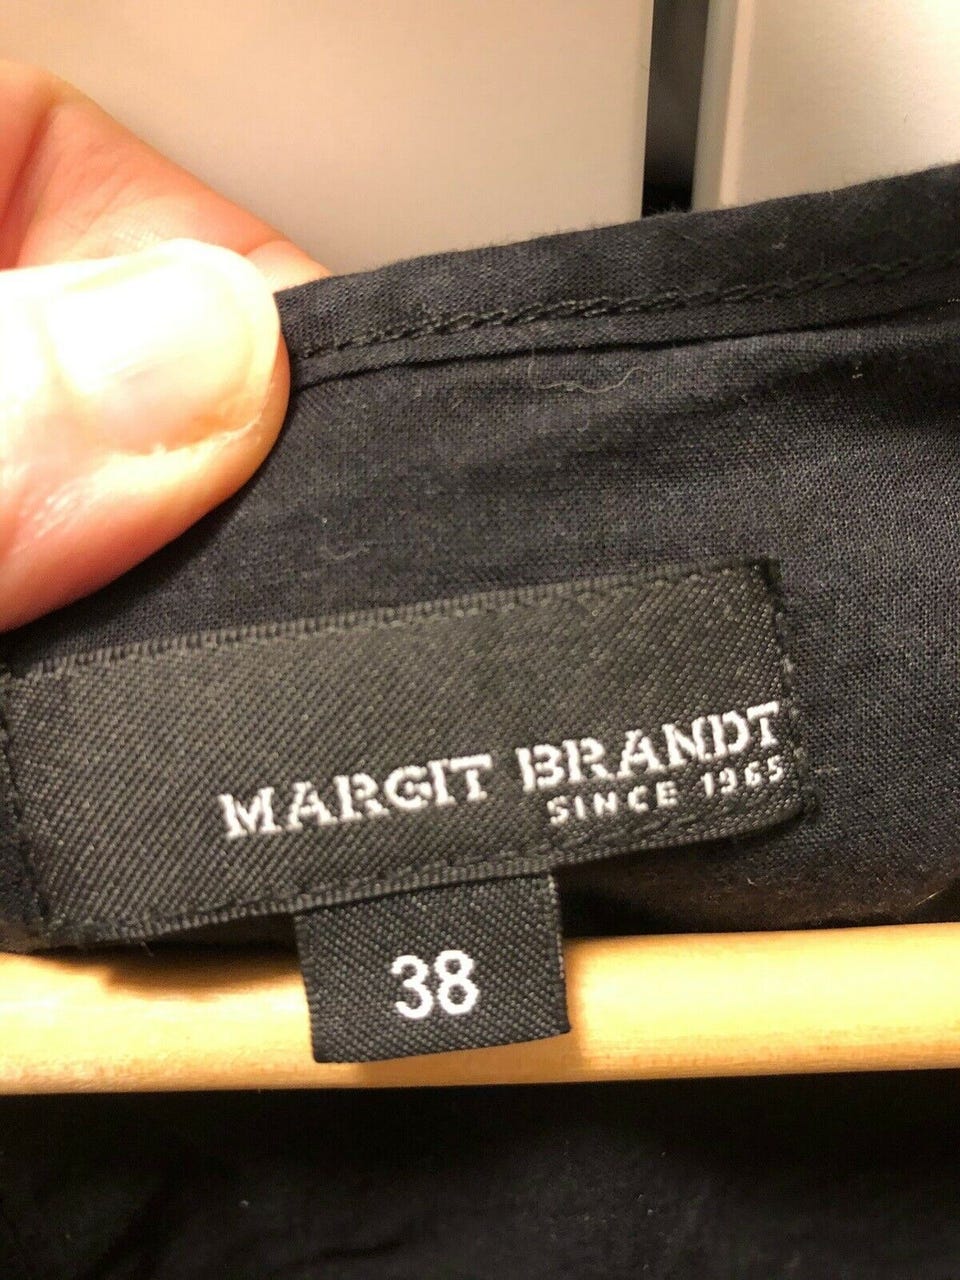 MARGIT BRANDT
SINCE 1965
38